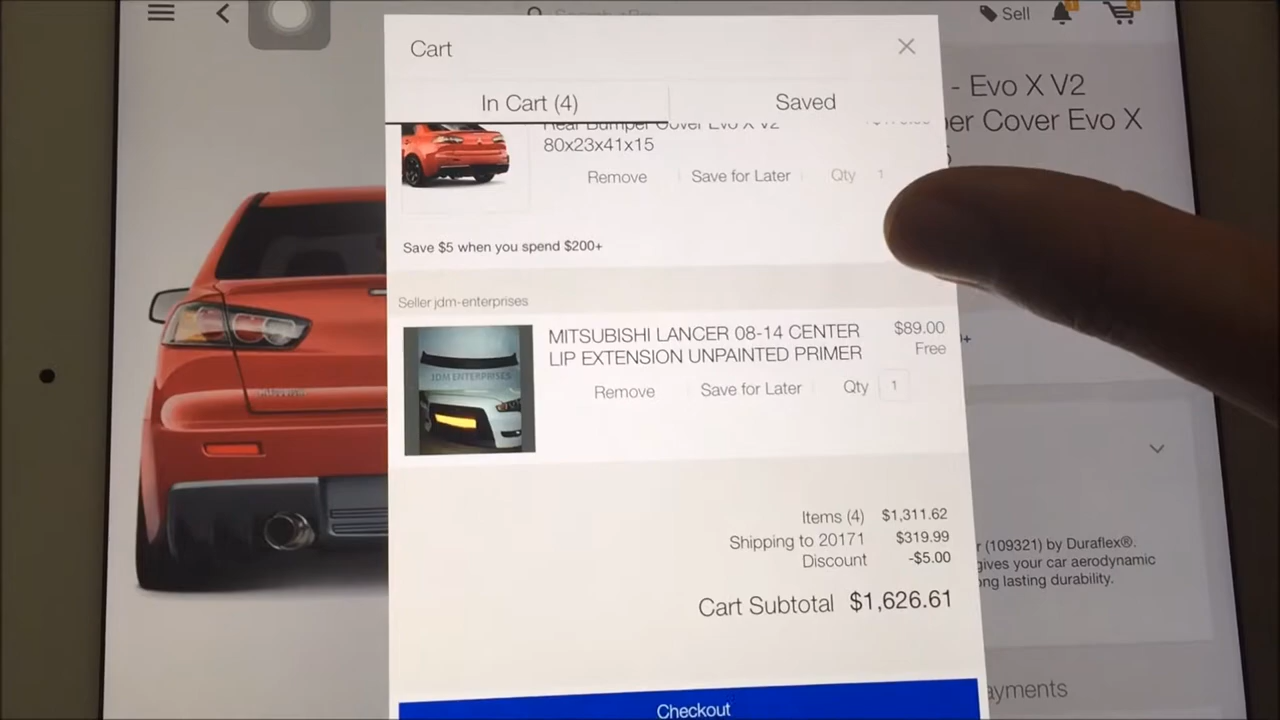 Sell
1
4
Cart
In Cart (4)
Saved
- Evo X V2
er Cover Evo X
Rear Bumper Cover Evo X V2
80x23x41x15
Remove
Save for Later
Qty
1
Save $5 when you spend $200+
Seller jdm-enterprises
MITSUBISHI LANCER 08-14 CENTER
LIP EXTENSION UNPAINTED PRIMER
$89.00
Free
JDM ENTERPRISES
Remove
Save for Later
Qty
1
Items (4) $1,311.62
Shipping to 20171 $319.99
Discount -$5.00
Cart Subtotal $1,626.61
Checkout
r (109321) by Duraflex®.
gives your car aerodynamic
ng lasting durability.
ayments